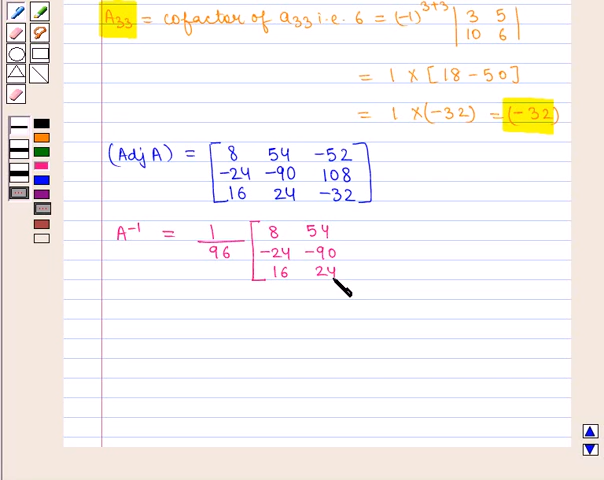 A₃₃ = cofactor of a₃₃ i.e. 6 = (-1)³⁺³ | 3 5 |
| 10 6 |
= 1 × [18 - 50]
= 1 × (-32) = (-32)
(Adj A) = [ 8 54 -52
-24 -90 108
16 24 -32 ]
A⁻¹ = 1/96 [ 8 54
-24 -90
16 24